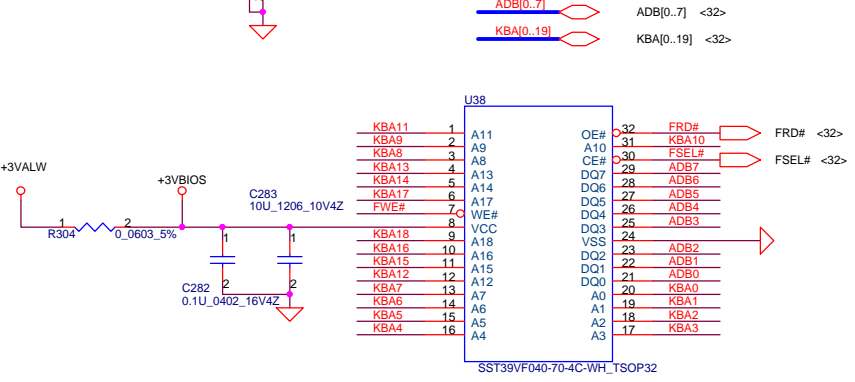 ADB[0..7] ADB[0..7] <32>
KBA[0..19] KBA[0..19] <32>
U38
KBA11 1 A11 OE# 32 FRD# FRD# <32>
KBA9 2 A9 A10 31 KBA10
KBA8 3 A8 CE# 30 FSEL# FSEL# <32>
KBA13 4 A13 DQ7 29 ADB7
KBA14 5 A14 DQ6 28 ADB6
KBA17 6 A17 DQ5 27 ADB5
FWE# 7 WE# DQ4 26 ADB4
8 VCC DQ3 25 ADB3
KBA18 9 A18 VSS 24
KBA16 10 A16 DQ2 23 ADB2
KBA15 11 A15 DQ1 22 ADB1
KBA12 12 A12 DQ0 21 ADB0
KBA7 13 A7 A0 20 KBA0
KBA6 14 A6 A1 19 KBA1
KBA5 15 A5 A2 18 KBA2
KBA4 16 A4 A3 17 KBA3
SST39VF040-70-4C-WH_TSOP32
+3VALW
+3VBIOS
C283
10U_1206_10V4Z
1 2
R304 0_0603_5%
1 1
2 2
C282
0.1U_0402_16V4Z